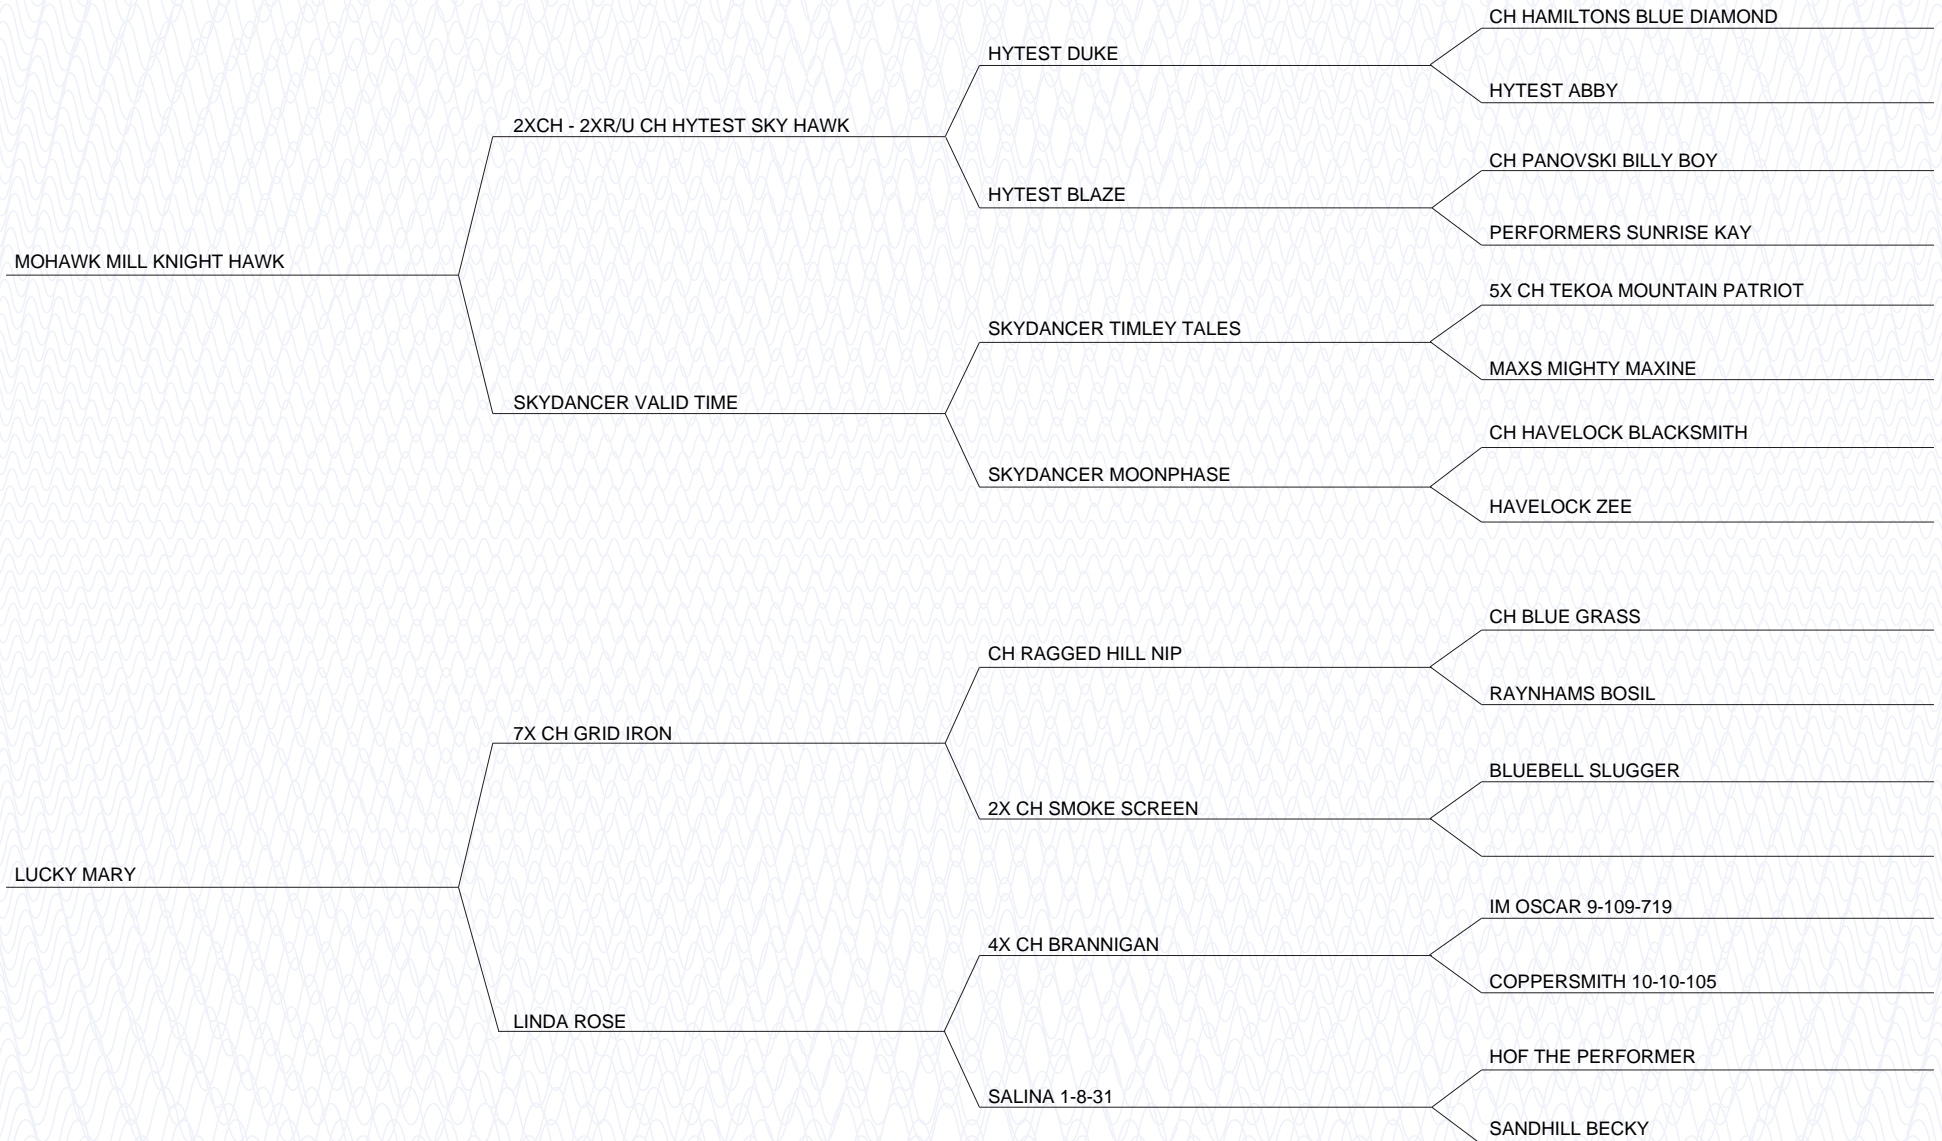 CH HAMILTONS BLUE DIAMOND
HYTEST DUKE
HYTEST ABBY
2XCH - 2XR/U CH HYTEST SKY HAWK
CH PANOVSKI BILLY BOY
HYTEST BLAZE
PERFORMERS SUNRISE KAY
MOHAWK MILL KNIGHT HAWK
5X CH TEKOA MOUNTAIN PATRIOT
SKYDANCER TIMLEY TALES
MAXS MIGHTY MAXINE
SKYDANCER VALID TIME
CH HAVELOCK BLACKSMITH
SKYDANCER MOONPHASE
HAVELOCK ZEE
CH BLUE GRASS
CH RAGGED HILL NIP
RAYNHAMS BOSIL
7X CH GRID IRON
BLUEBELL SLUGGER
2X CH SMOKE SCREEN
LUCKY MARY
IM OSCAR 9-109-719
4X CH BRANNIGAN
COPPERSMITH 10-10-105
LINDA ROSE
HOF THE PERFORMER
SALINA 1-8-31
SANDHILL BECKY